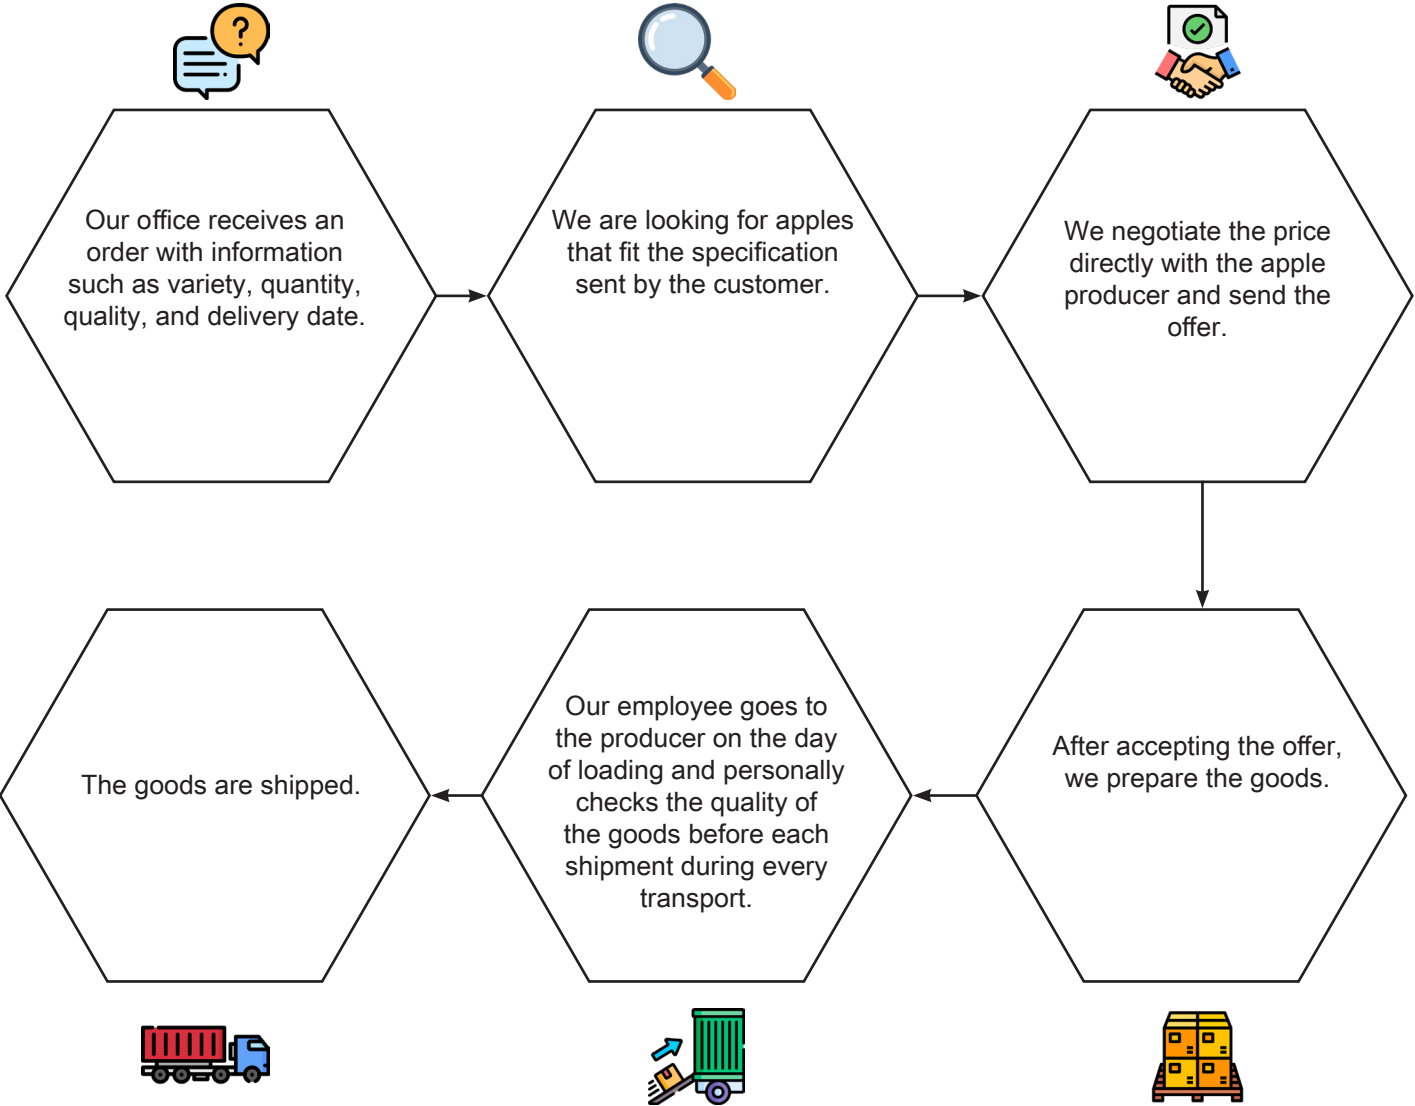 Our office receives an
order with information
such as variety, quantity,
quality, and delivery date.
We are looking for apples
that fit the specification
sent by the customer.
We negotiate the price
directly with the apple
producer and send the
offer.
After accepting the offer,
we prepare the goods.
Our employee goes to
the producer on the day
of loading and personally
checks the quality of
the goods before each
shipment during every
transport.
The goods are shipped.